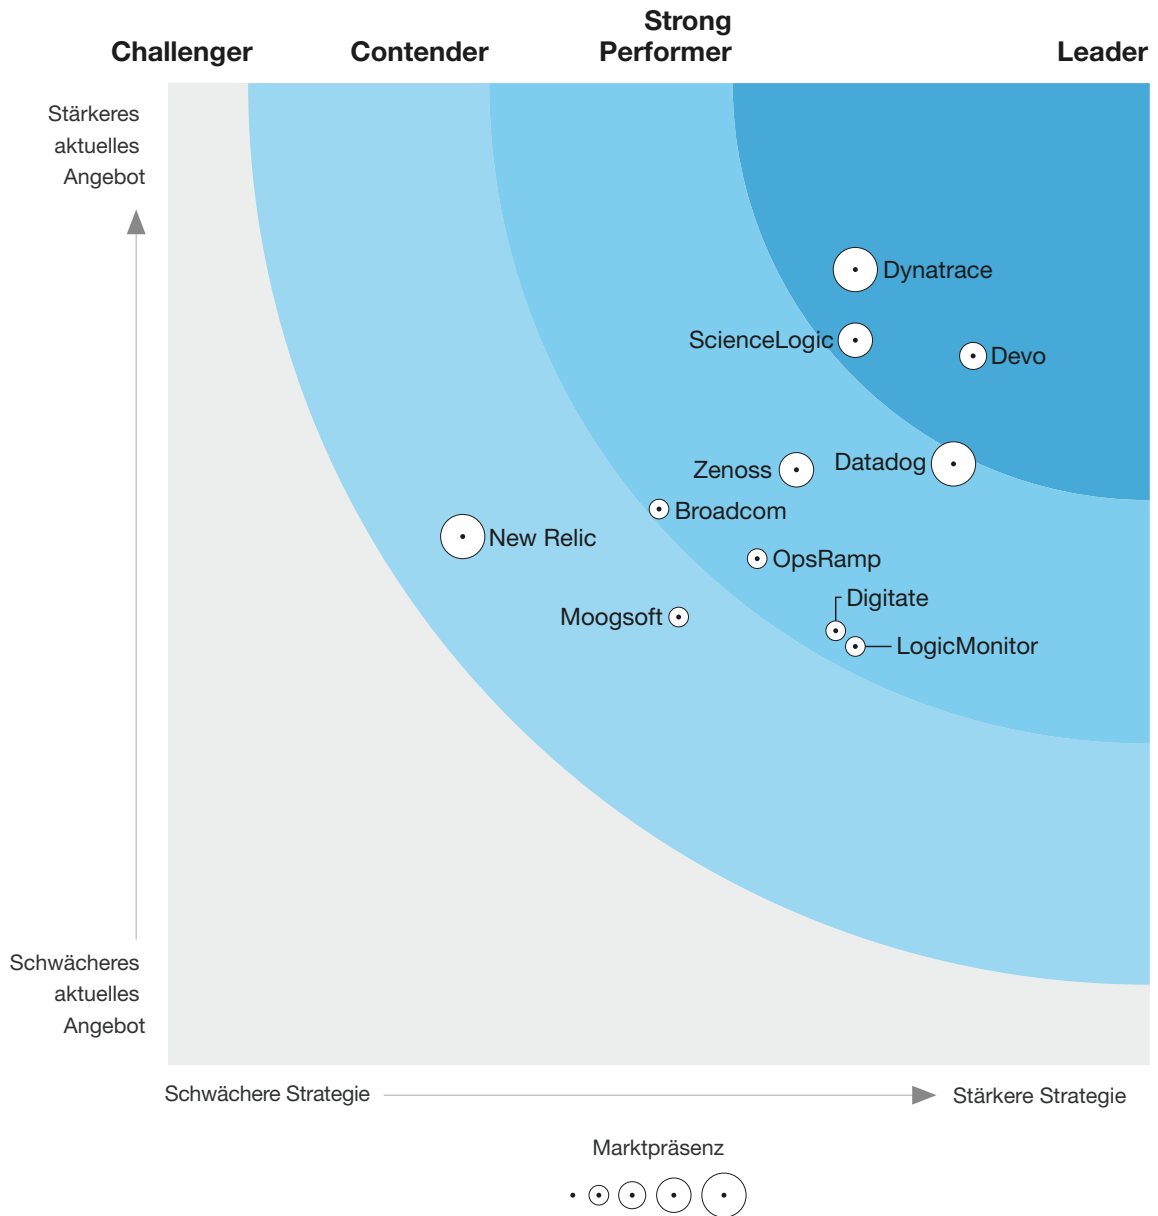 Challenger
Contender
Strong
Performer
Leader
Stärkeres
aktuelles
Angebot
Dynatrace
ScienceLogic
Devo
Zenoss
Datadog
Broadcom
New Relic
OpsRamp
Digitate
Moogsoft
LogicMonitor
Schwächeres
aktuelles
Angebot
Schwächere Strategie
Stärkere Strategie
Marktpräsenz